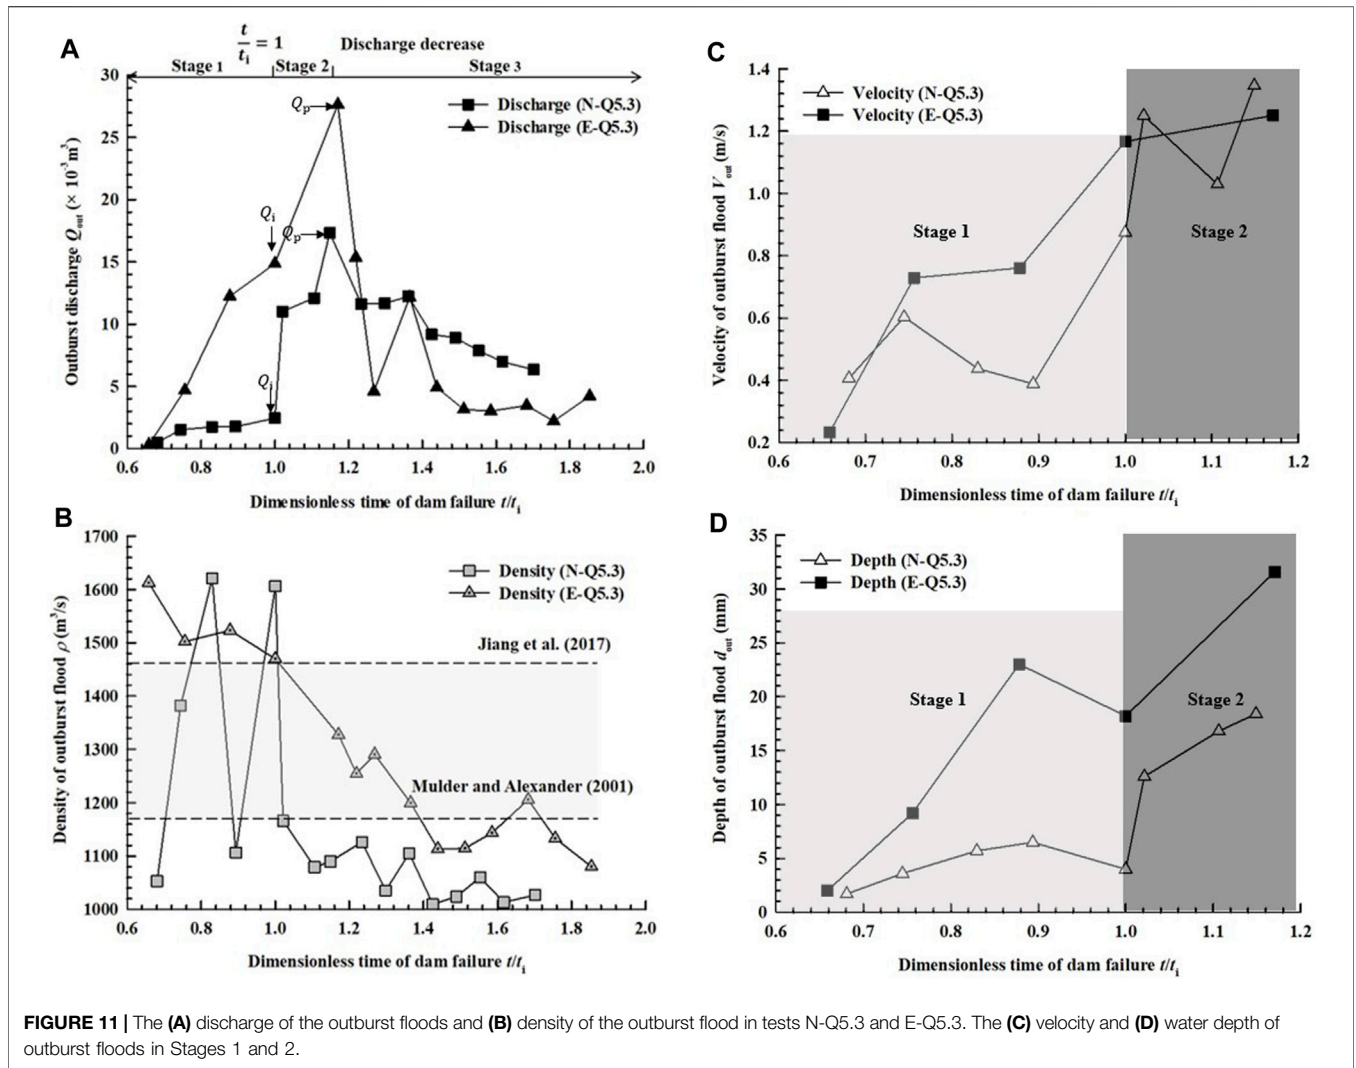 A
t/ti = 1
Discharge decrease
Stage 1
Stage 2
Stage 3
30
25
20
15
10
5
0
Outburst discharge Qout (× 10-3 m3)
Qp
Qi
Qp
Qi
Discharge (N-Q5.3)
Discharge (E-Q5.3)
0.6 0.8 1.0 1.2 1.4 1.6 1.8 2.0
Dimensionless time of dam failure t/ti
B
1700
1600
1500
1400
1300
1200
1100
1000
Density of outburst flood ρ (m3/s)
Density (N-Q5.3)
Density (E-Q5.3)
Jiang et al. (2017)
Mulder and Alexander (2001)
0.6 0.8 1.0 1.2 1.4 1.6 1.8 2.0
Dimensionless time of dam failure t/ti
C
1.4
1.2
1.0
0.8
0.6
0.4
0.2
Velocity of outburst flood Vout (m/s)
Velocity (N-Q5.3)
Velocity (E-Q5.3)
Stage 1
Stage 2
0.6 0.7 0.8 0.9 1.0 1.1 1.2
Dimensionless time of dam failure t/ti
D
35
30
25
20
15
10
5
0
Depth of outburst flood dout (mm)
Depth (N-Q5.3)
Depth (E-Q5.3)
Stage 1
Stage 2
0.6 0.7 0.8 0.9 1.0 1.1 1.2
Dimensionless time of dam failure t/ti
FIGURE 11 | The (A) discharge of the outburst floods and (B) density of the outburst flood in tests N-Q5.3 and E-Q5.3. The (C) velocity and (D) water depth of
outburst floods in Stages 1 and 2.